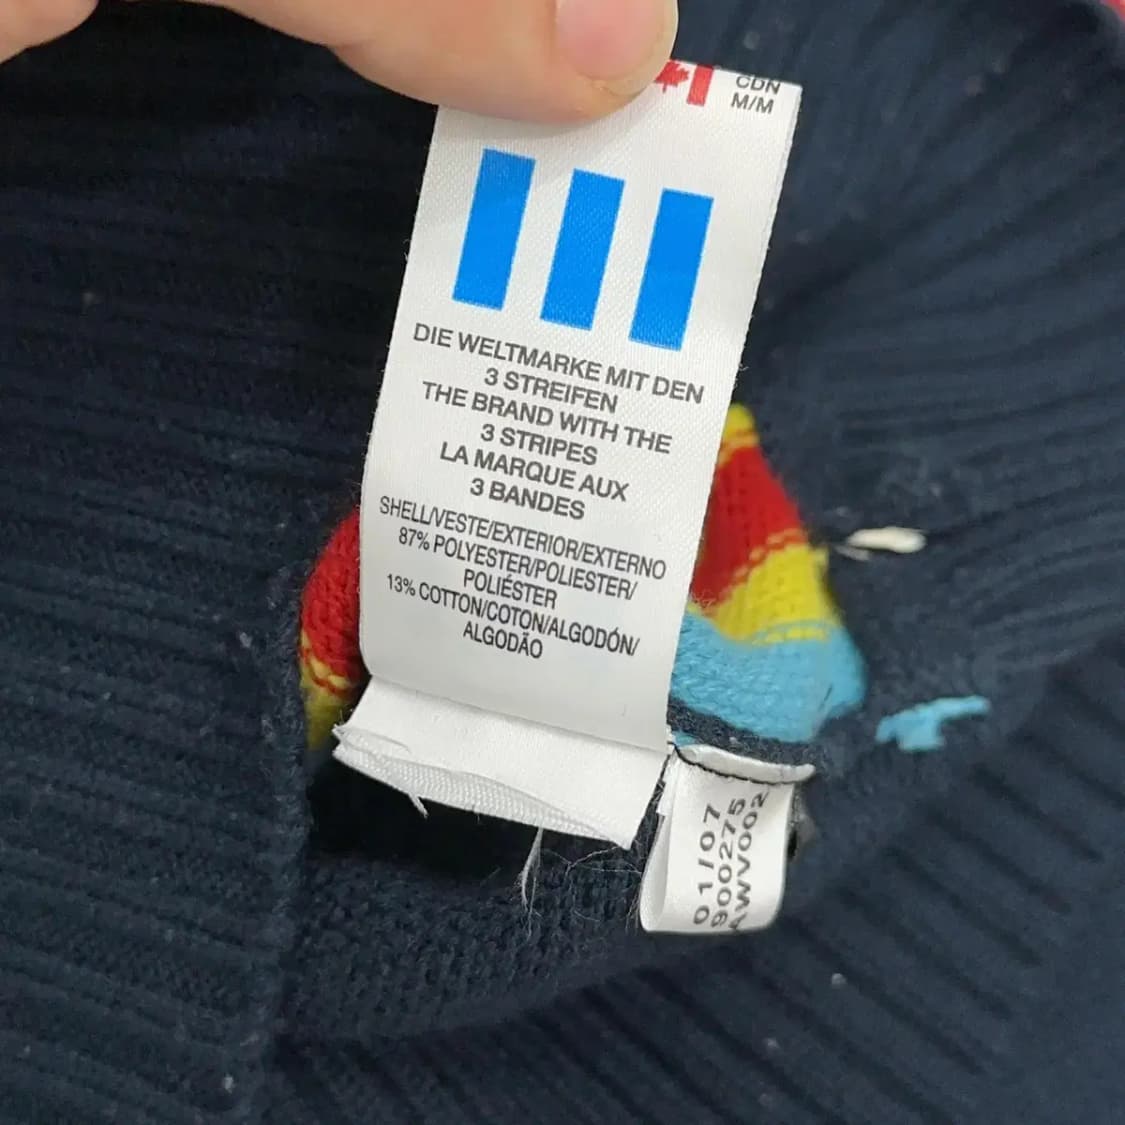 CDN
M/M
DIE WELTMARKE MIT DEN
3 STREIFEN
THE BRAND WITH THE
3 STRIPES
LA MARQUE AUX
3 BANDES
SHELL/VESTE/EXTERIOR/EXTERNO
87% POLYESTER/POLIESTER/
POLIÉSTER
13% COTTON/COTON/ALGODÓN/
ALGODÃO
01/07
900275
AWV002